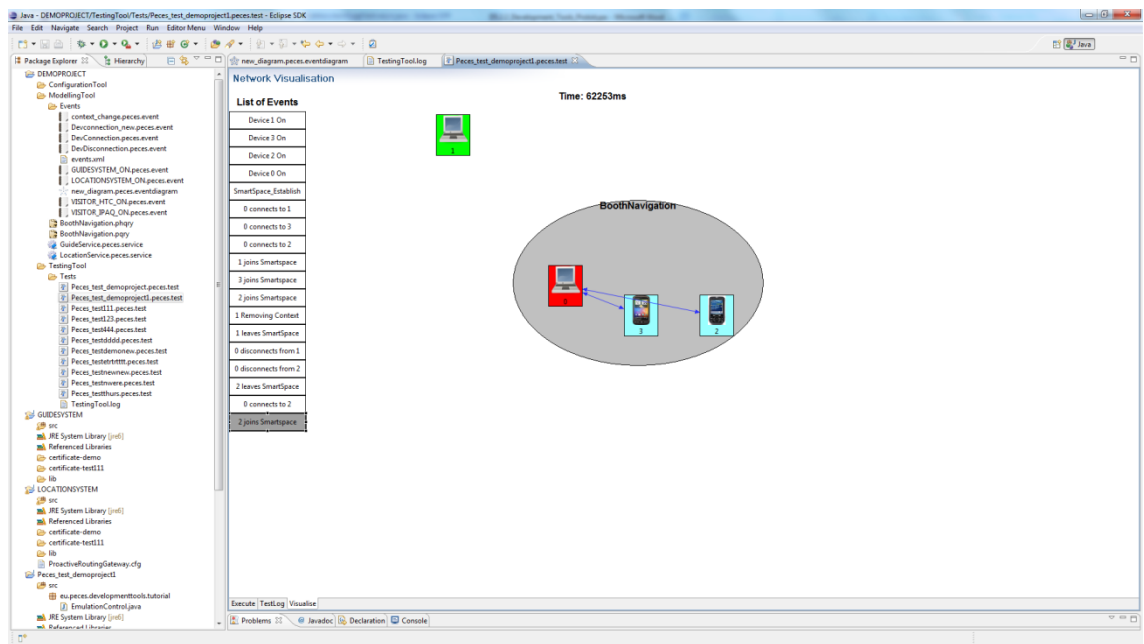 Java - DEMOPROJECT/TestingTool/Tests/Peces_test_demoproject1.peces.test - Eclipse SDK
File Edit Navigate Search Project Run Editor Menu Window Help
Java
Package Explorer Hierarchy
new_diagram.peces.eventdiagram TestingTool.log Peces_test_demoproject1.peces.test
DEMOPROJECT
ConfigurationTool
ModellingTool
Events
context_change.peces.event
Devconnection_new.peces.event
DevConnection.peces.event
DevDisconnection.peces.event
events.xml
GUIDESYSTEM_ON.peces.event
LOCATIONSYSTEM_ON.peces.event
new_diagram.peces.eventdiagram
VISITOR_HTC_ON.peces.event
VISITOR_IPAQ_ON.peces.event
BoothNavigation.phqry
BoothNavigation.pqry
GuideService.peces.service
LocationService.peces.service
TestingTool
Tests
Peces_test_demoproject.peces.test
Peces_test_demoproject1.peces.test
Peces_test111.peces.test
Peces_test123.peces.test
Peces_test444.peces.test
Peces_testdddd.peces.test
Peces_testdemonew.peces.test
Peces_testetrtrtttt.peces.test
Peces_testnewnew.peces.test
Peces_testnwere.peces.test
Peces_testthurs.peces.test
TestingTool.log
GUIDESYSTEM
src
JRE System Library [jre6]
Referenced Libraries
certificate-demo
certificate-test111
lib
LOCATIONSYSTEM
src
JRE System Library [jre6]
Referenced Libraries
certificate-demo
certificate-test111
lib
ProactiveRoutingGateway.cfg
Peces_test_demoproject1
src
eu.peces.developmenttools.tutorial
EmulationControl.java
JRE System Library [jre6]
Referenced Libraries
Network Visualisation
List of Events
Device 1 On
Device 3 On
Device 2 On
Device 0 On
SmartSpace_Establish
0 connects to 1
0 connects to 3
0 connects to 2
1 joins Smartspace
3 joins Smartspace
2 joins Smartspace
1 Removing Context
1 leaves SmartSpace
0 disconnects from 1
0 disconnects from 2
2 leaves SmartSpace
0 connects to 2
2 joins Smartspace
Time: 62253ms
1
BoothNavigation
0
3
2
Execute TestLog Visualise
Problems Javadoc Declaration Console